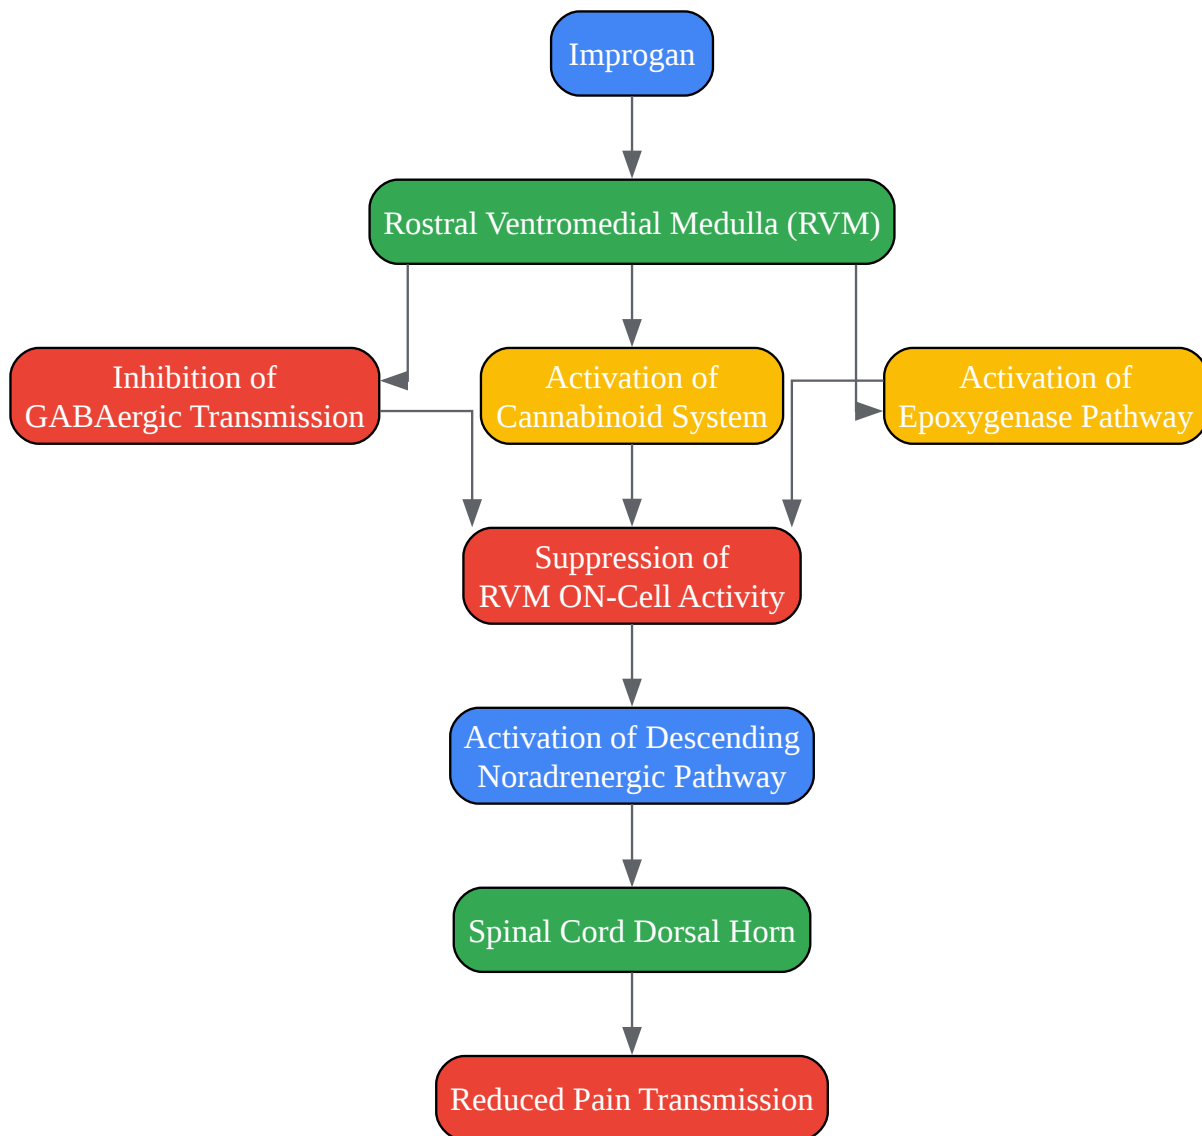 Improgan
Rostral Ventromedial Medulla (RVM)
Inhibition of
GABAergic Transmission
Activation of
Cannabinoid System
Activation of
Epoxygenase Pathway
Suppression of
RVM ON-Cell Activity
Activation of Descending
Noradrenergic Pathway
Spinal Cord Dorsal Horn
Reduced Pain Transmission